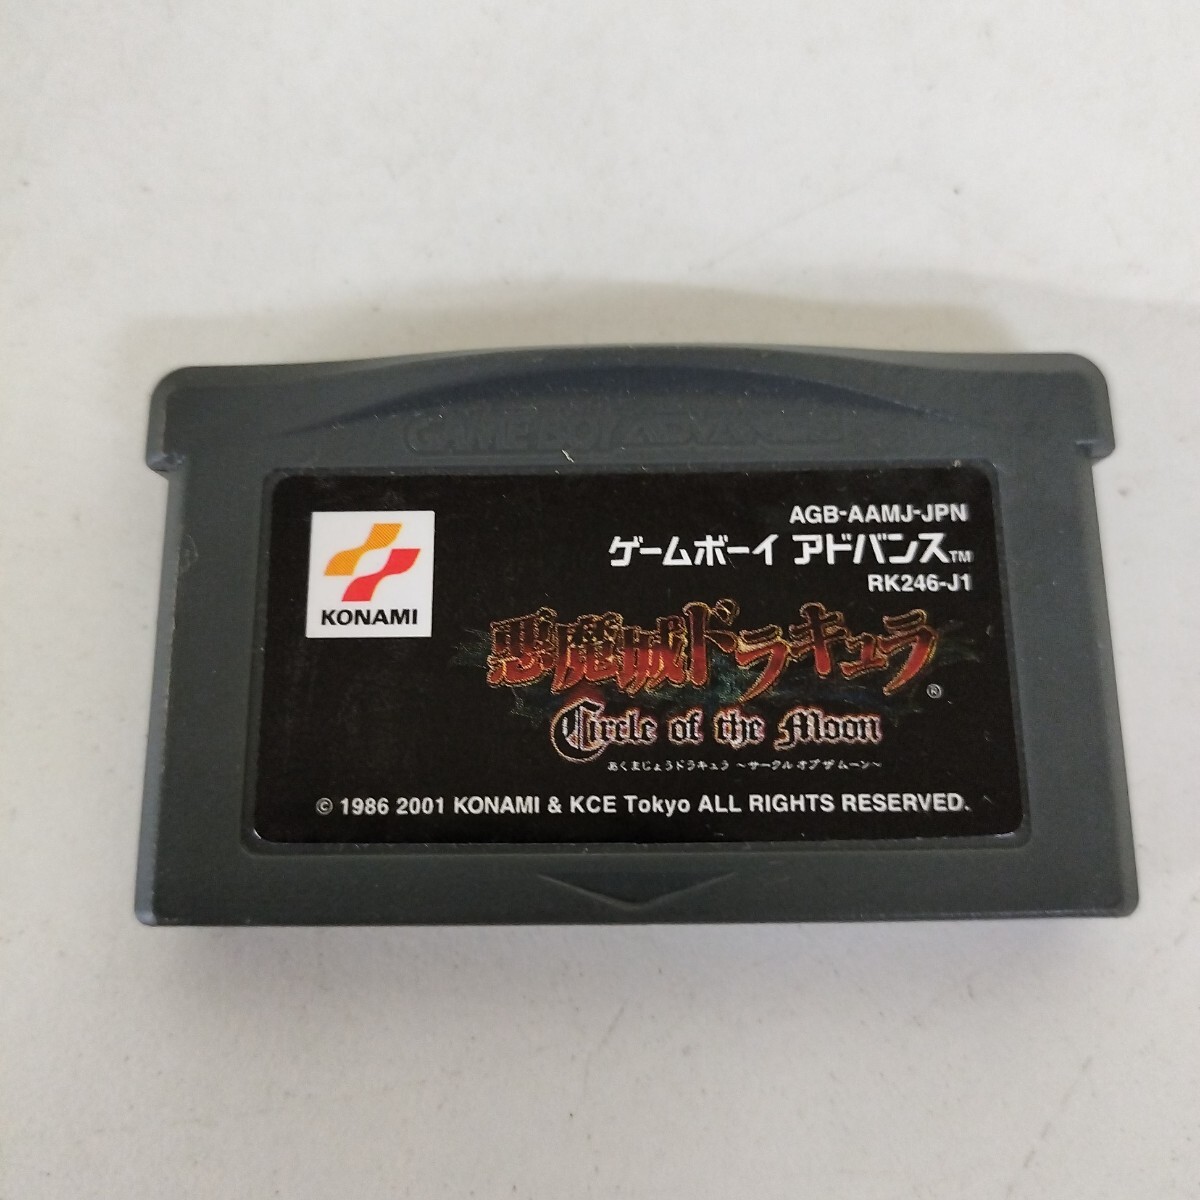 GAME BOY ADVANCE
KONAMI
AGB-AAMJ-JPN
ゲームボーイ アドバンス™
RK246-J1
悪魔城ドラキュラ®
Circle of the Moon
あくまじょうドラキュラ ～サークル オブ ザ ムーン～
© 1986 2001 KONAMI & KCE Tokyo ALL RIGHTS RESERVED.